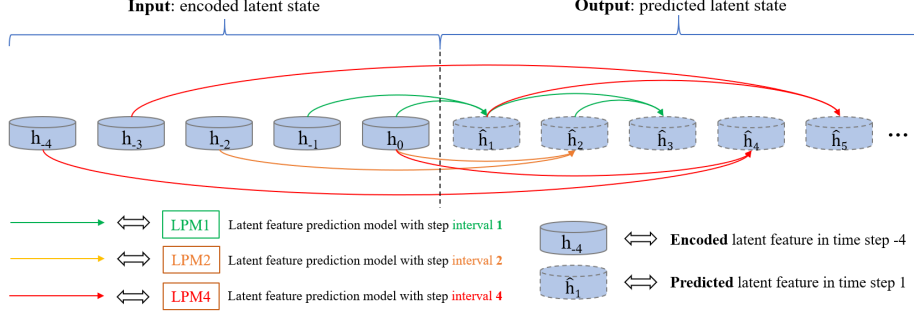 Input: encoded latent state
Output: predicted latent state
h-4 h-3 h-2 h-1 h0 ĥ1 ĥ2 ĥ3 ĥ4 ĥ5 ...
LPM1 Latent feature prediction model with step interval 1
LPM2 Latent feature prediction model with step interval 2
LPM4 Latent feature prediction model with step interval 4
h-4 Encoded latent feature in time step -4
ĥ1 Predicted latent feature in time step 1